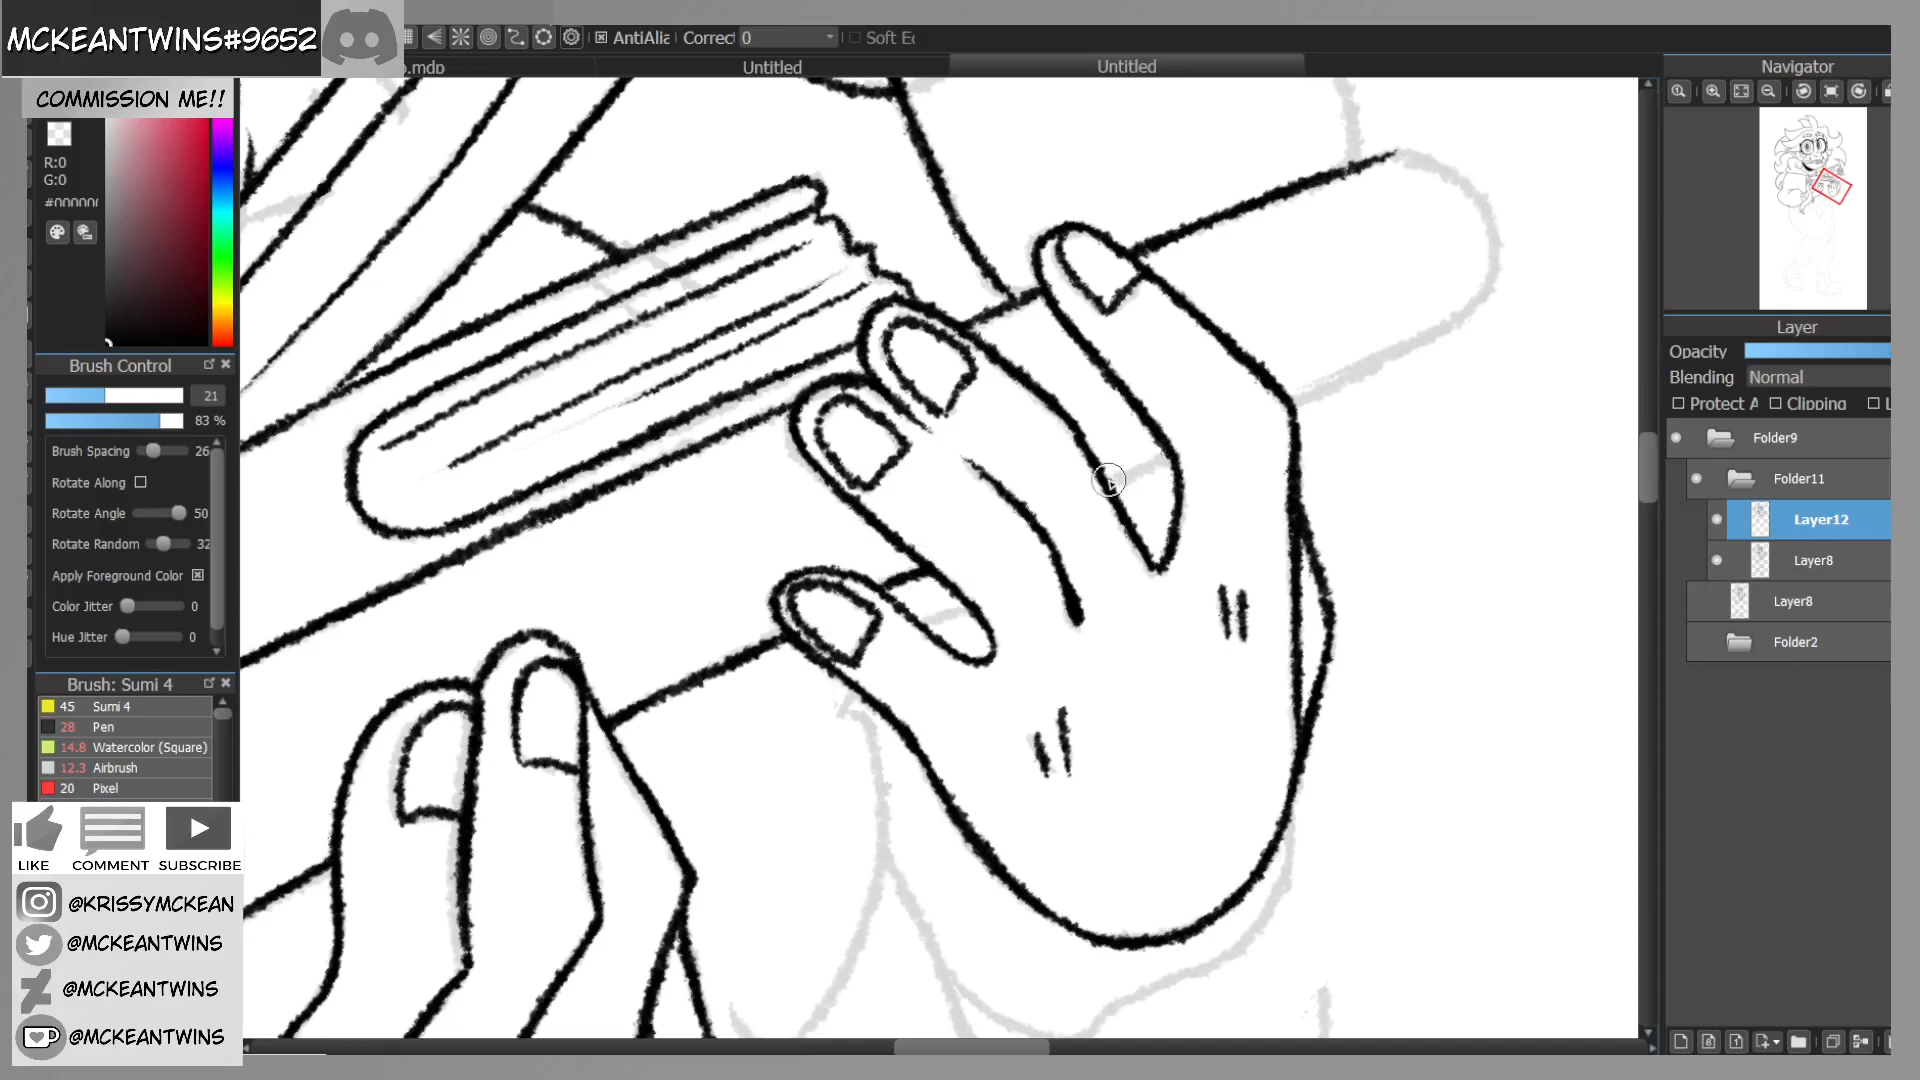 MCKEANTWINS#9652
COMMISSION ME!!
AntiAlia Correct 0 Soft Ec
.mdp Untitled Untitled
Navigator
R:0
G:0
#000000
Brush Control
21
83 %
Brush Spacing 26
Rotate Along
Rotate Angle 50
Rotate Random 32
Apply Foreground Color
Color Jitter 0
Hue Jitter 0
Brush: Sumi 4
45 Sumi 4
28 Pen
14.8 Watercolor (Square)
12.3 Airbrush
20 Pixel
LIKE COMMENT SUBSCRIBE
@KRISSYMCKEAN
@MCKEANTWINS
@MCKEANTWINS
@MCKEANTWINS
Layer
Opacity
Blending Normal
Protect A Clipping L
Folder9
Folder11
Layer12
Layer8
Layer8
Folder2